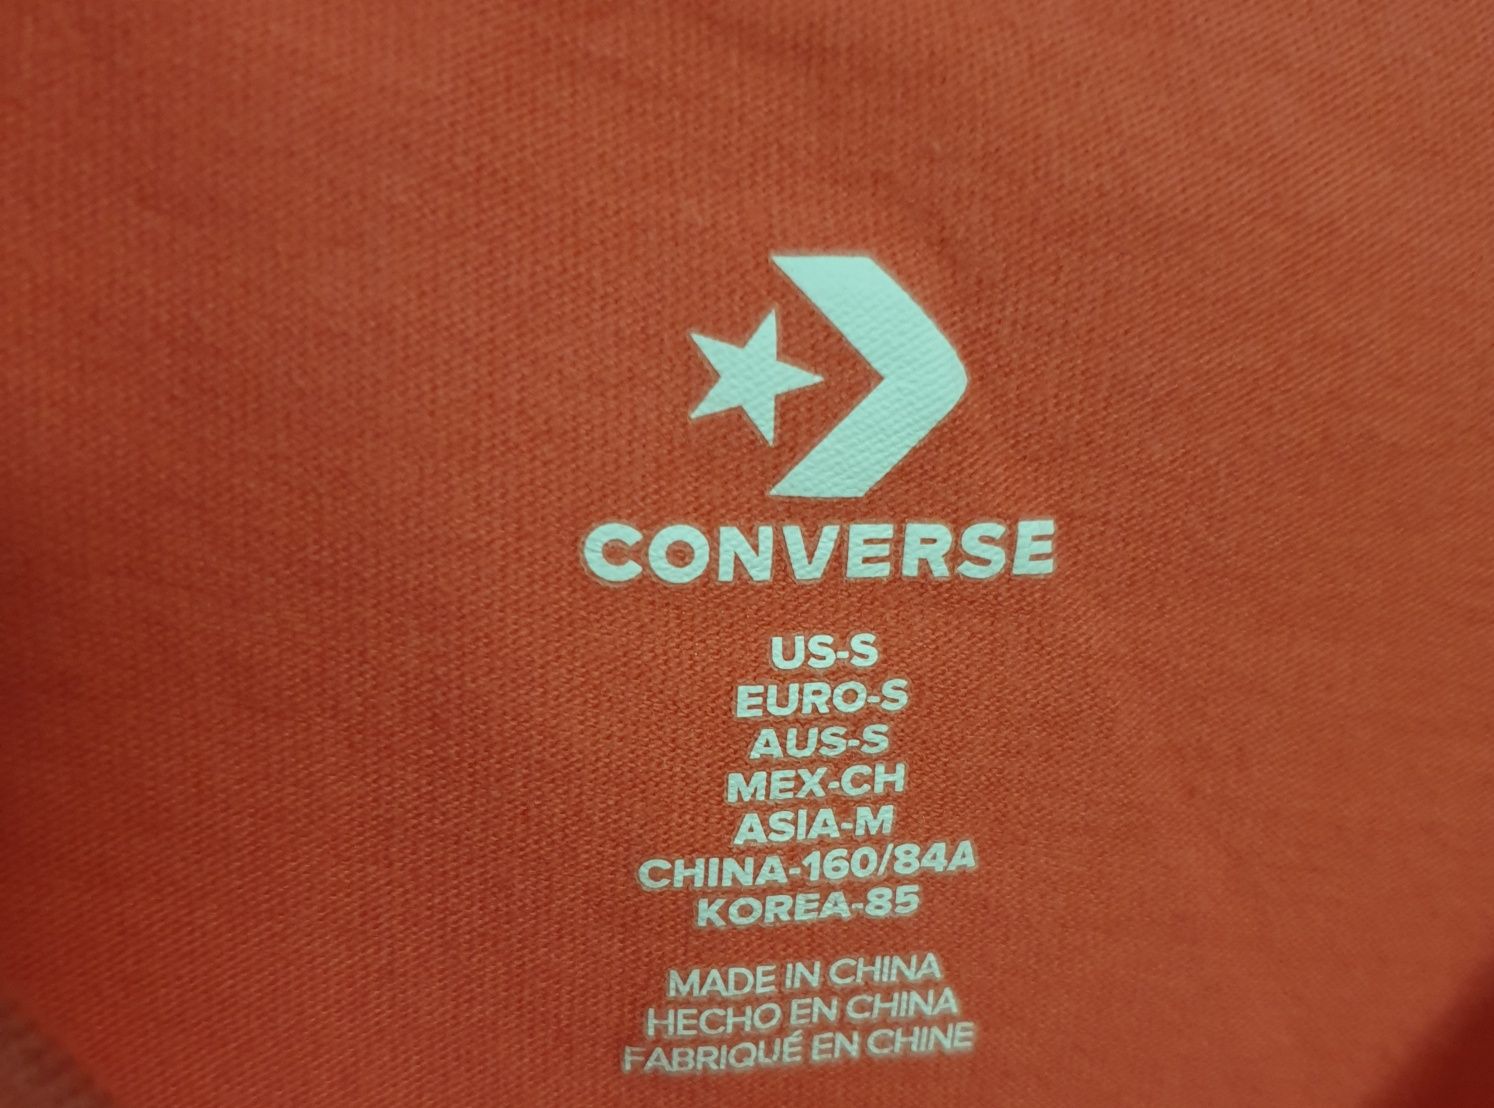 CONVERSE
US-S
EURO-S
AUS-S
MEX-CH
ASIA-M
CHINA-160/84A
KOREA-85
MADE IN CHINA
HECHO EN CHINA
FABRIQUÉ EN CHINE